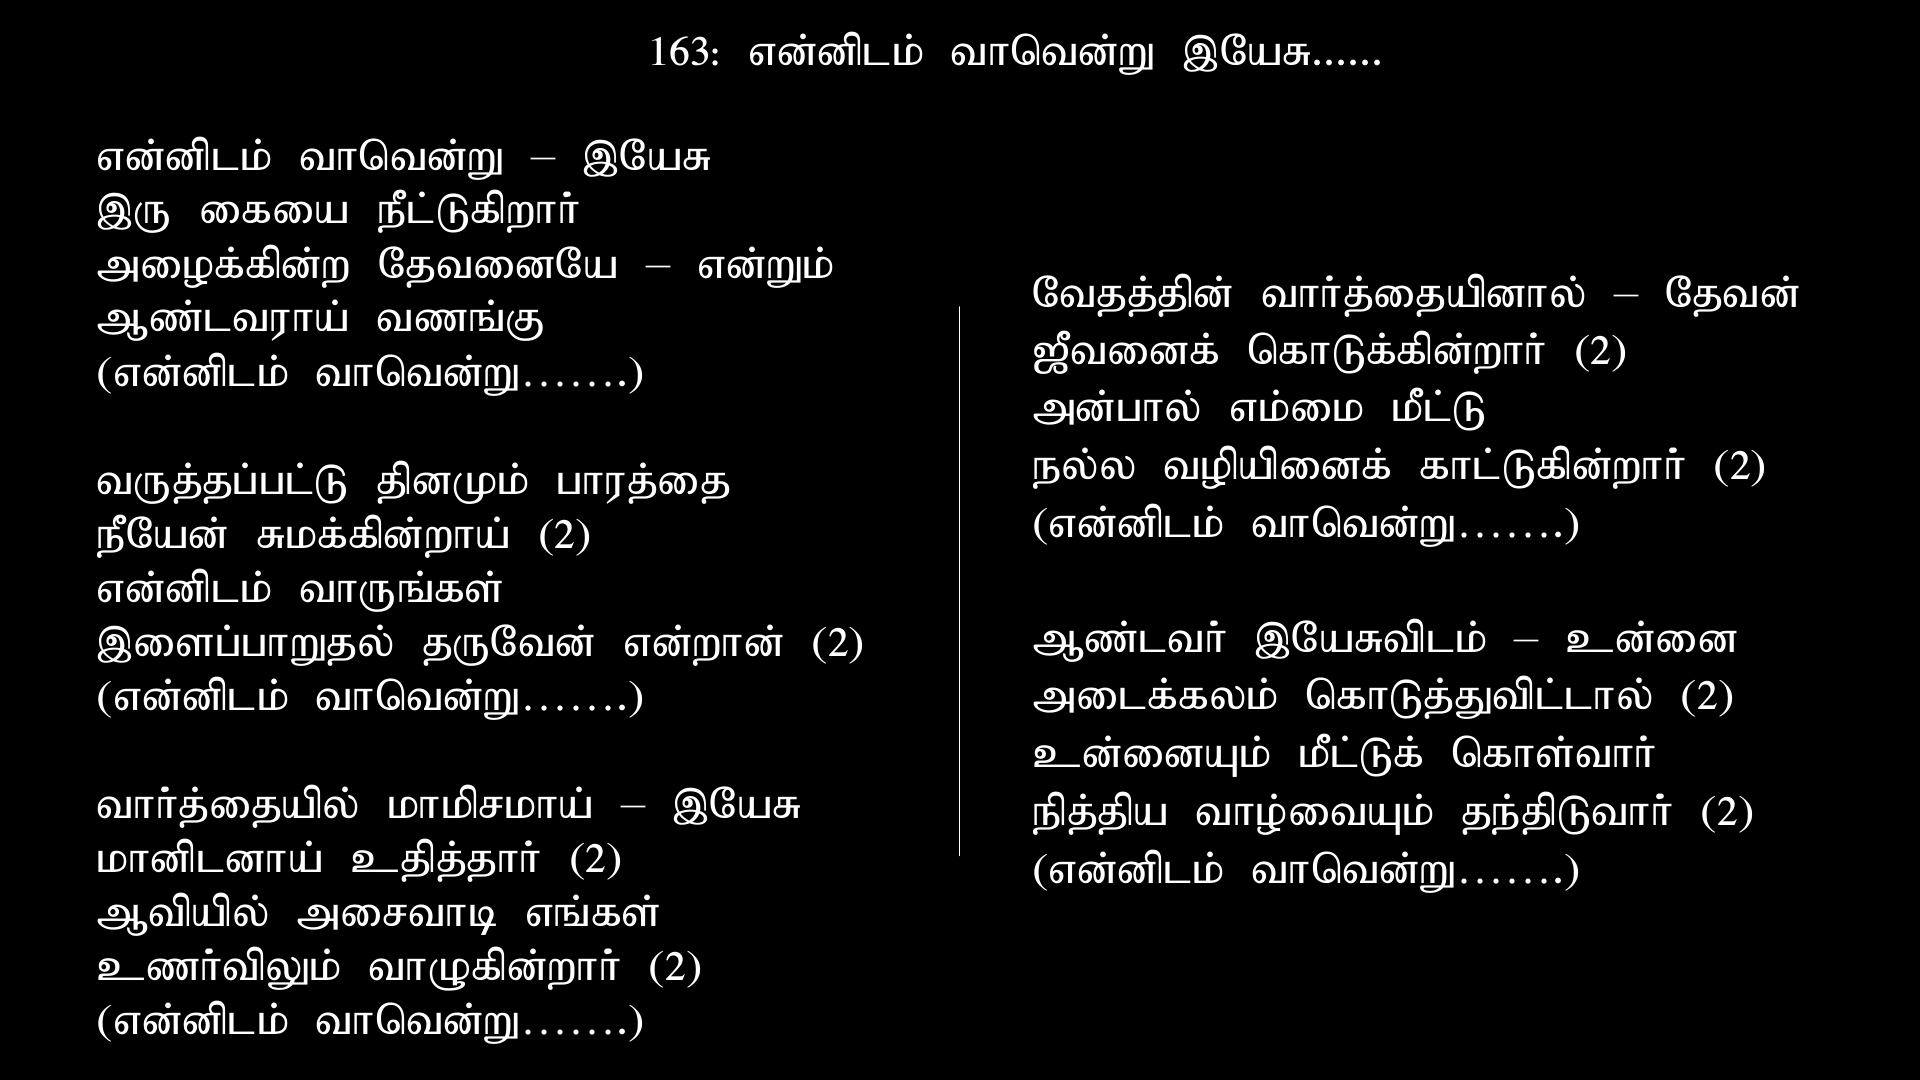 163: என்னிடம் வாவென்று இயேசு......
என்னிடம் வாவென்று – இயேசு
இரு கையை நீட்டுகிறார்
அழைக்கின்ற தேவனையே – என்றும்
ஆண்டவராய் வணங்கு
(என்னிடம் வாவென்று…….)
வருத்தப்பட்டு தினமும் பாரத்தை
நீயேன் சுமக்கின்றாய் (2)
என்னிடம் வாருங்கள்
இளைப்பாறுதல் தருவேன் என்றான் (2)
(என்னிடம் வாவென்று…….)
வார்த்தையில் மாமிசமாய் – இயேசு
மானிடனாய் உதித்தார் (2)
ஆவியில் அசைவாடி எங்கள்
உணர்விலும் வாழுகின்றார் (2)
(என்னிடம் வாவென்று…….)
வேதத்தின் வார்த்தையினால் – தேவன்
ஜீவனைக் கொடுக்கின்றார் (2)
அன்பால் எம்மை மீட்டு
நல்ல வழியினைக் காட்டுகின்றார் (2)
(என்னிடம் வாவென்று…….)
ஆண்டவர் இயேசுவிடம் – உன்னை
அடைக்கலம் கொடுத்துவிட்டால் (2)
உன்னையும் மீட்டுக் கொள்வார்
நித்திய வாழ்வையும் தந்திடுவார் (2)
(என்னிடம் வாவென்று…….)